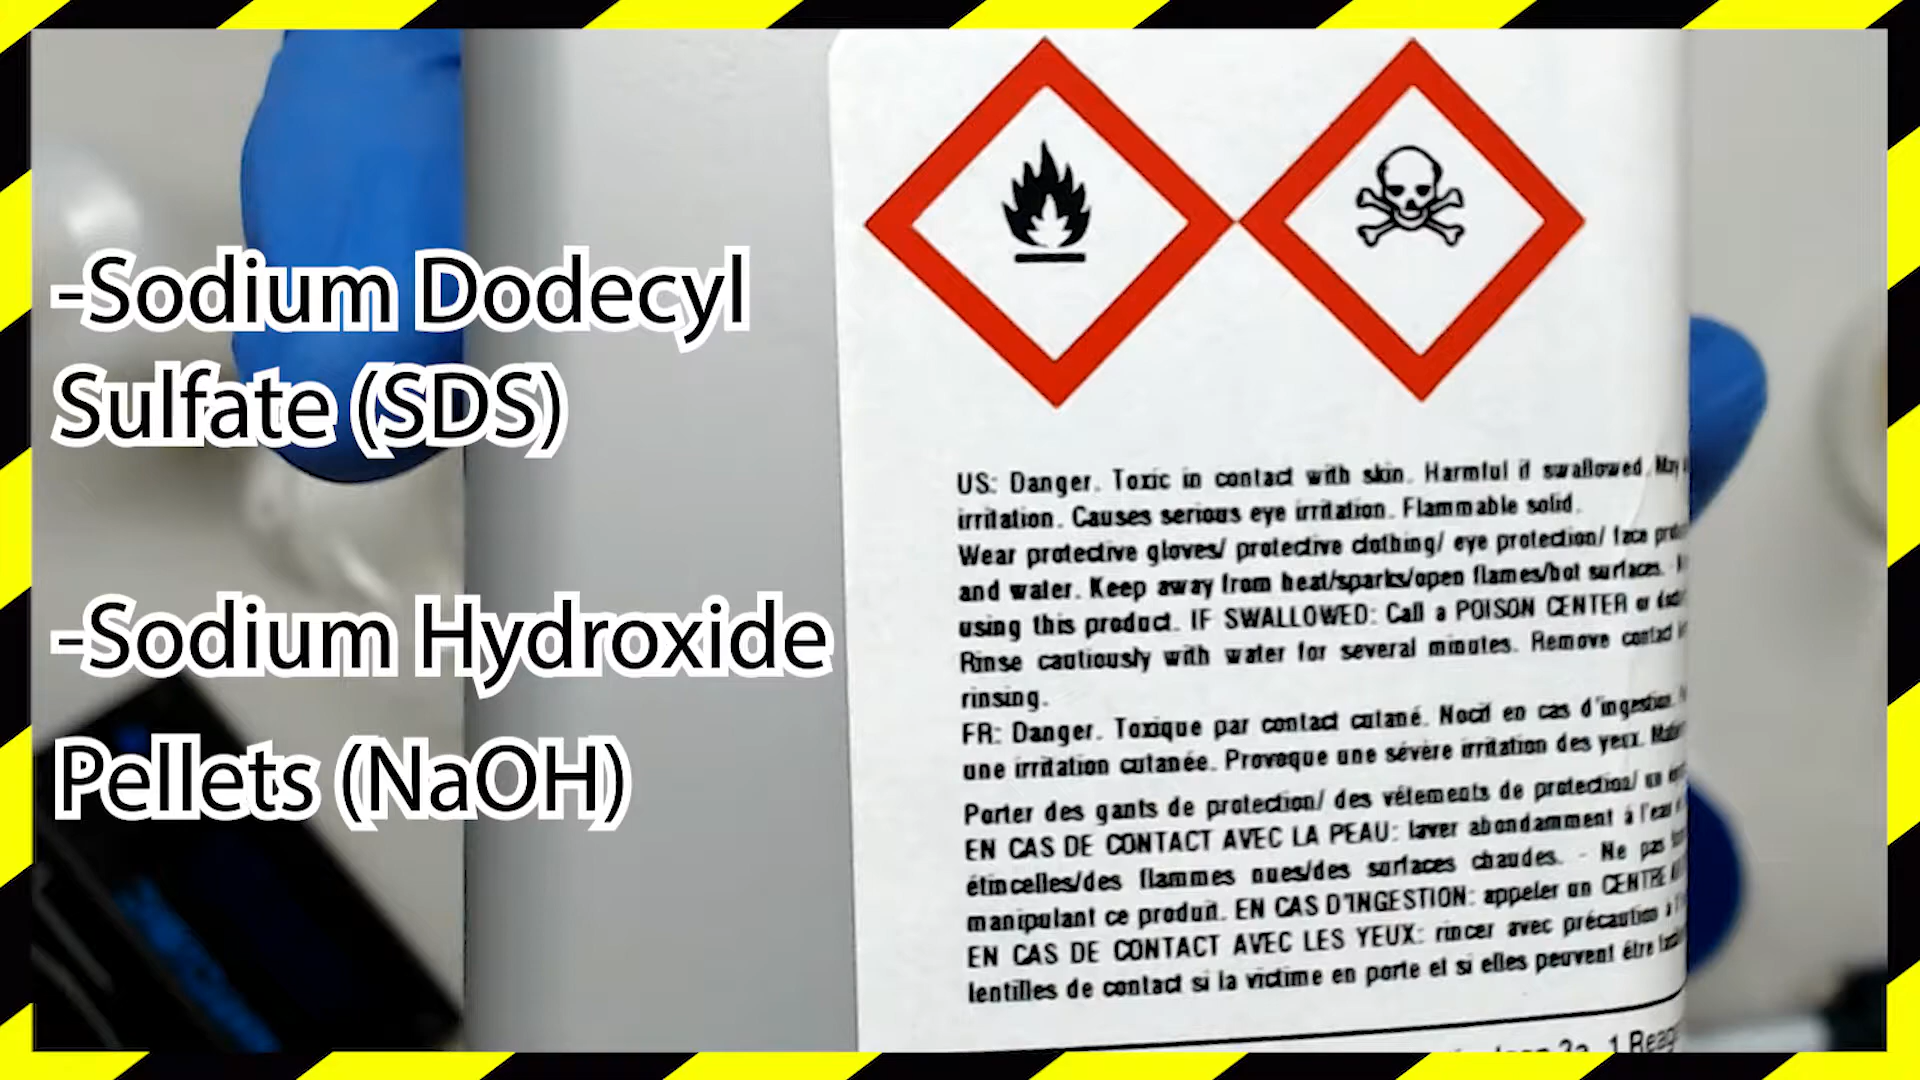 -Sodium Dodecyl
Sulfate (SDS)
-Sodium Hydroxide
Pellets (NaOH)
US: Danger. Toxic in contact with skin. Harmful if swallowed. May
irritation. Causes serious eye irritation. Flammable solid.
Wear protective gloves/ protective clothing/ eye protection/ face
and water. Keep away from heat/sparks/open flames/hot surfaces. -
using this product. IF SWALLOWED: Call a POISON CENTER or
Rinse cautiously with water for several minutes. Remove contact
rinsing.
FR: Danger. Toxique par contact cutané. Nocif en cas d'ingestion.
une irritation cutanée. Provoque une sévère irritation des yeux.
Porter des gants de protection/ des vêtements de protection/ un
EN CAS DE CONTACT AVEC LA PEAU: laver abondamment à l'eau
étincelles/des flammes nues/des surfaces chaudes. - Ne pas
manipulant ce produit. EN CAS D'INGESTION: appeler un CENTRE
EN CAS DE CONTACT AVEC LES YEUX: rincer avec précaution à
lentilles de contact si la victime en porte et si elles peuvent être